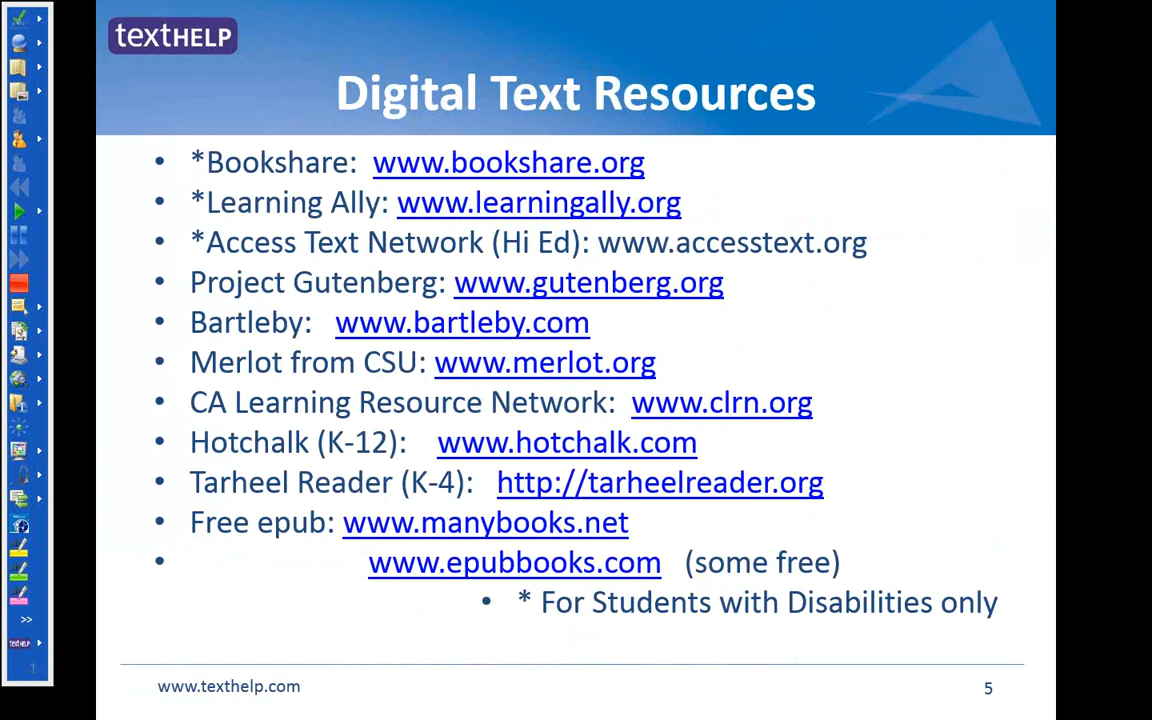 textHELP
Digital Text Resources
• *Bookshare: www.bookshare.org
• *Learning Ally: www.learningally.org
• *Access Text Network (Hi Ed): www.accesstext.org
• Project Gutenberg: www.gutenberg.org
• Bartleby: www.bartleby.com
• Merlot from CSU: www.merlot.org
• CA Learning Resource Network: www.clrn.org
• Hotchalk (K-12): www.hotchalk.com
• Tarheel Reader (K-4): http://tarheelreader.org
• Free epub: www.manybooks.net
• www.epubbooks.com (some free)
• * For Students with Disabilities only
>>
textHELP
www.texthelp.com 5